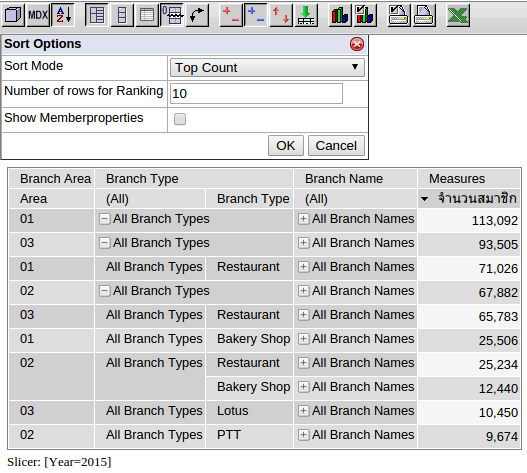 MDX A Z
Sort Options
Sort Mode Top Count
Number of rows for Ranking 10
Show Memberproperties
OK Cancel
Branch Area Branch Type Branch Name Measures
Area (All) Branch Type (All) จำนวนสมาชิก
01 All Branch Types All Branch Names 113,092
03 All Branch Types All Branch Names 93,505
01 All Branch Types Restaurant All Branch Names 71,026
02 All Branch Types All Branch Names 67,882
03 All Branch Types Restaurant All Branch Names 65,783
01 All Branch Types Bakery Shop All Branch Names 25,506
02 All Branch Types Restaurant All Branch Names 25,234
Bakery Shop All Branch Names 12,440
03 All Branch Types Lotus All Branch Names 10,450
02 All Branch Types PTT All Branch Names 9,674
Slicer: [Year=2015]